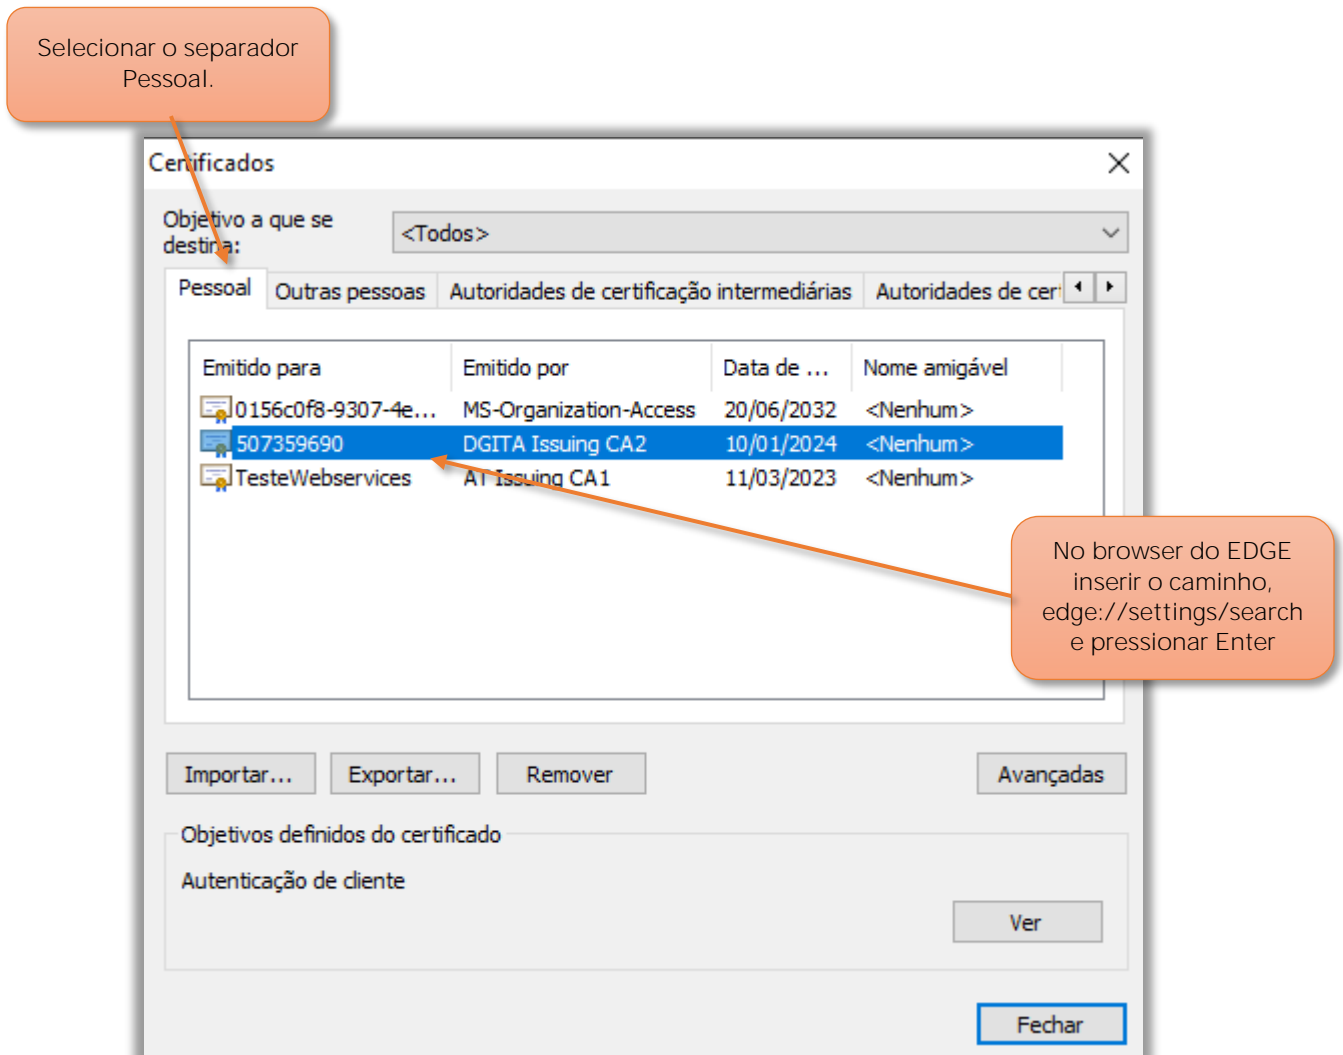 Selecionar o separador
Pessoal.
Certificados
Objetivo a que se
destina:
<Todos>
Pessoal
Outras pessoas
Autoridades de certificação intermediárias
Autoridades de cert
Emitido para
Emitido por
Data de ...
Nome amigável
0156c0f8-9307-4e...
MS-Organization-Access
20/06/2032
<Nenhum>
507359690
DGITA Issuing CA2
10/01/2024
<Nenhum>
TesteWebservices
AT Issuing CA1
11/03/2023
<Nenhum>
No browser do EDGE
inserir o caminho,
edge://settings/search
e pressionar Enter
Importar...
Exportar...
Remover
Avançadas
Objetivos definidos do certificado
Autenticação de cliente
Ver
Fechar